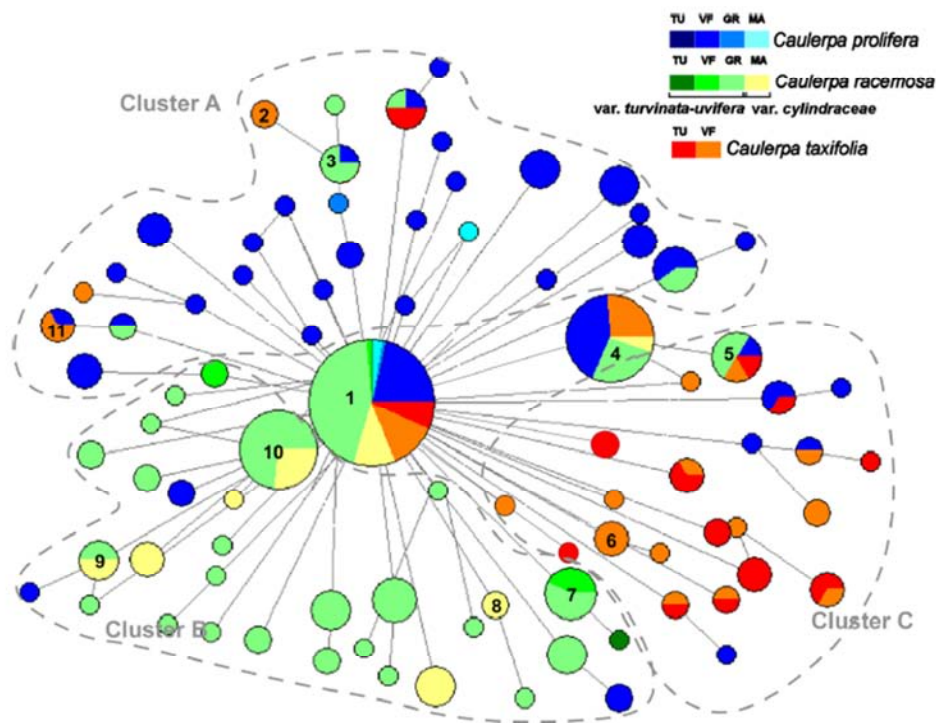 TU VF GR MA
Caulerpa prolifera
TU VF GR MA
Caulerpa racemosa
var. turvinata-uvifera var. cylindraceae
TU VF
Caulerpa taxifolia
Cluster A
2
3
11
4
5
1
10
6
9
8
7
Cluster B
Cluster C